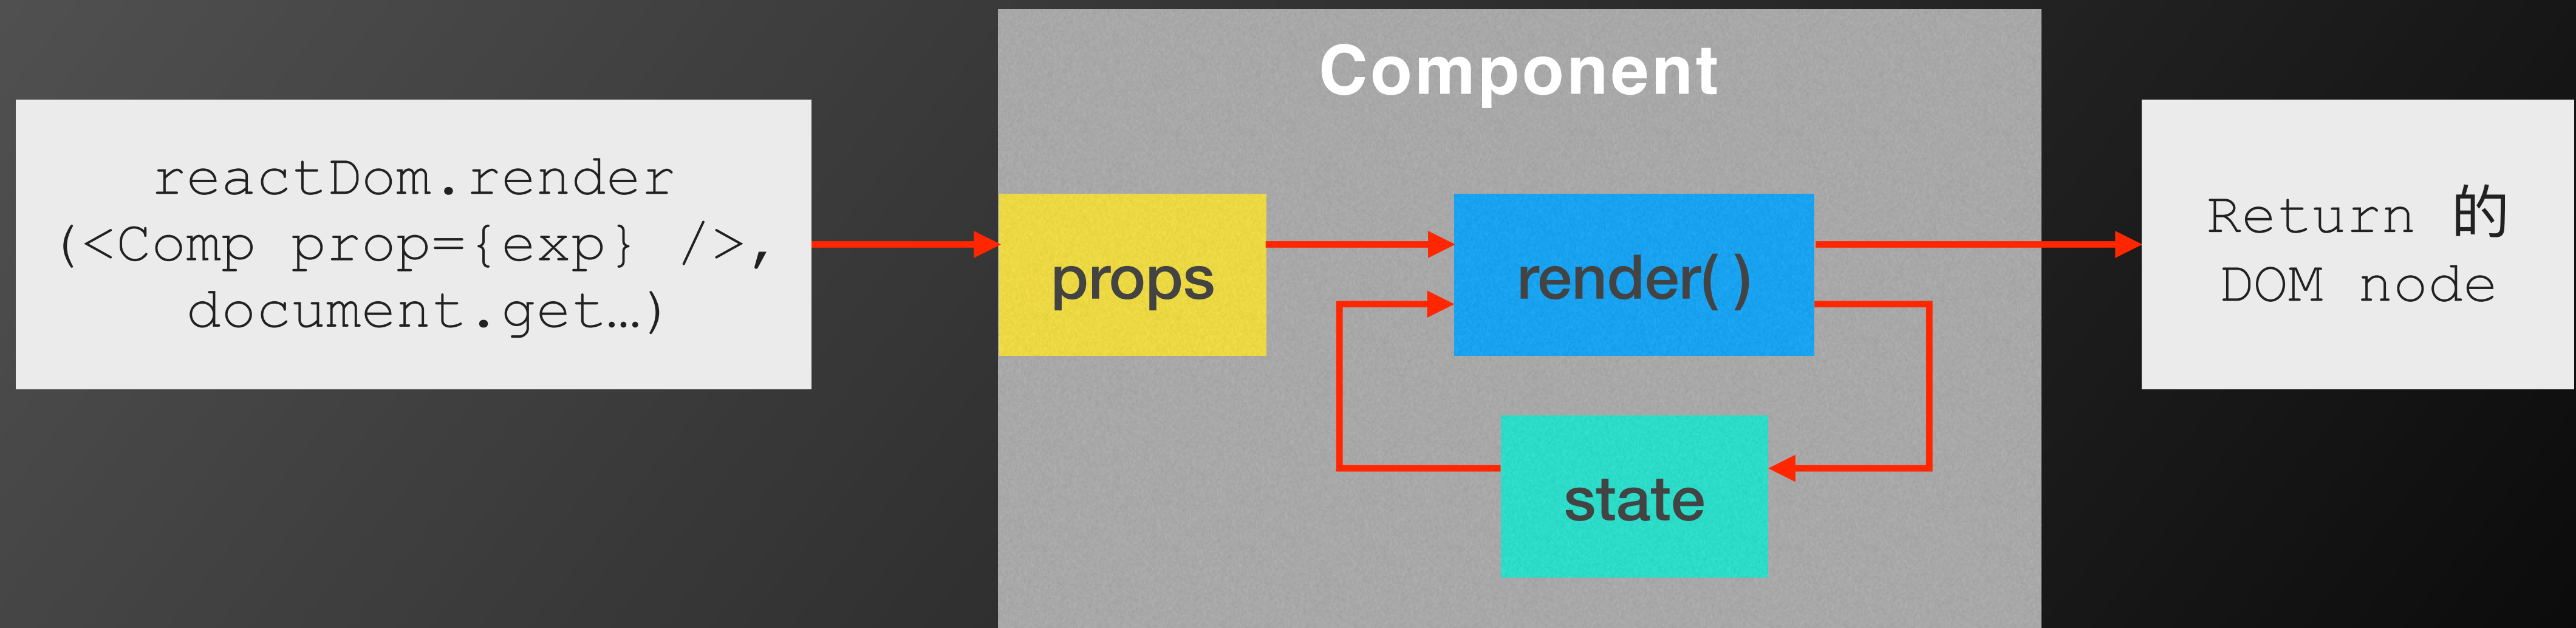 Component
reactDom.render
(<Comp prop={exp} />,
document.get…)
props
render( )
state
Return 的
DOM node